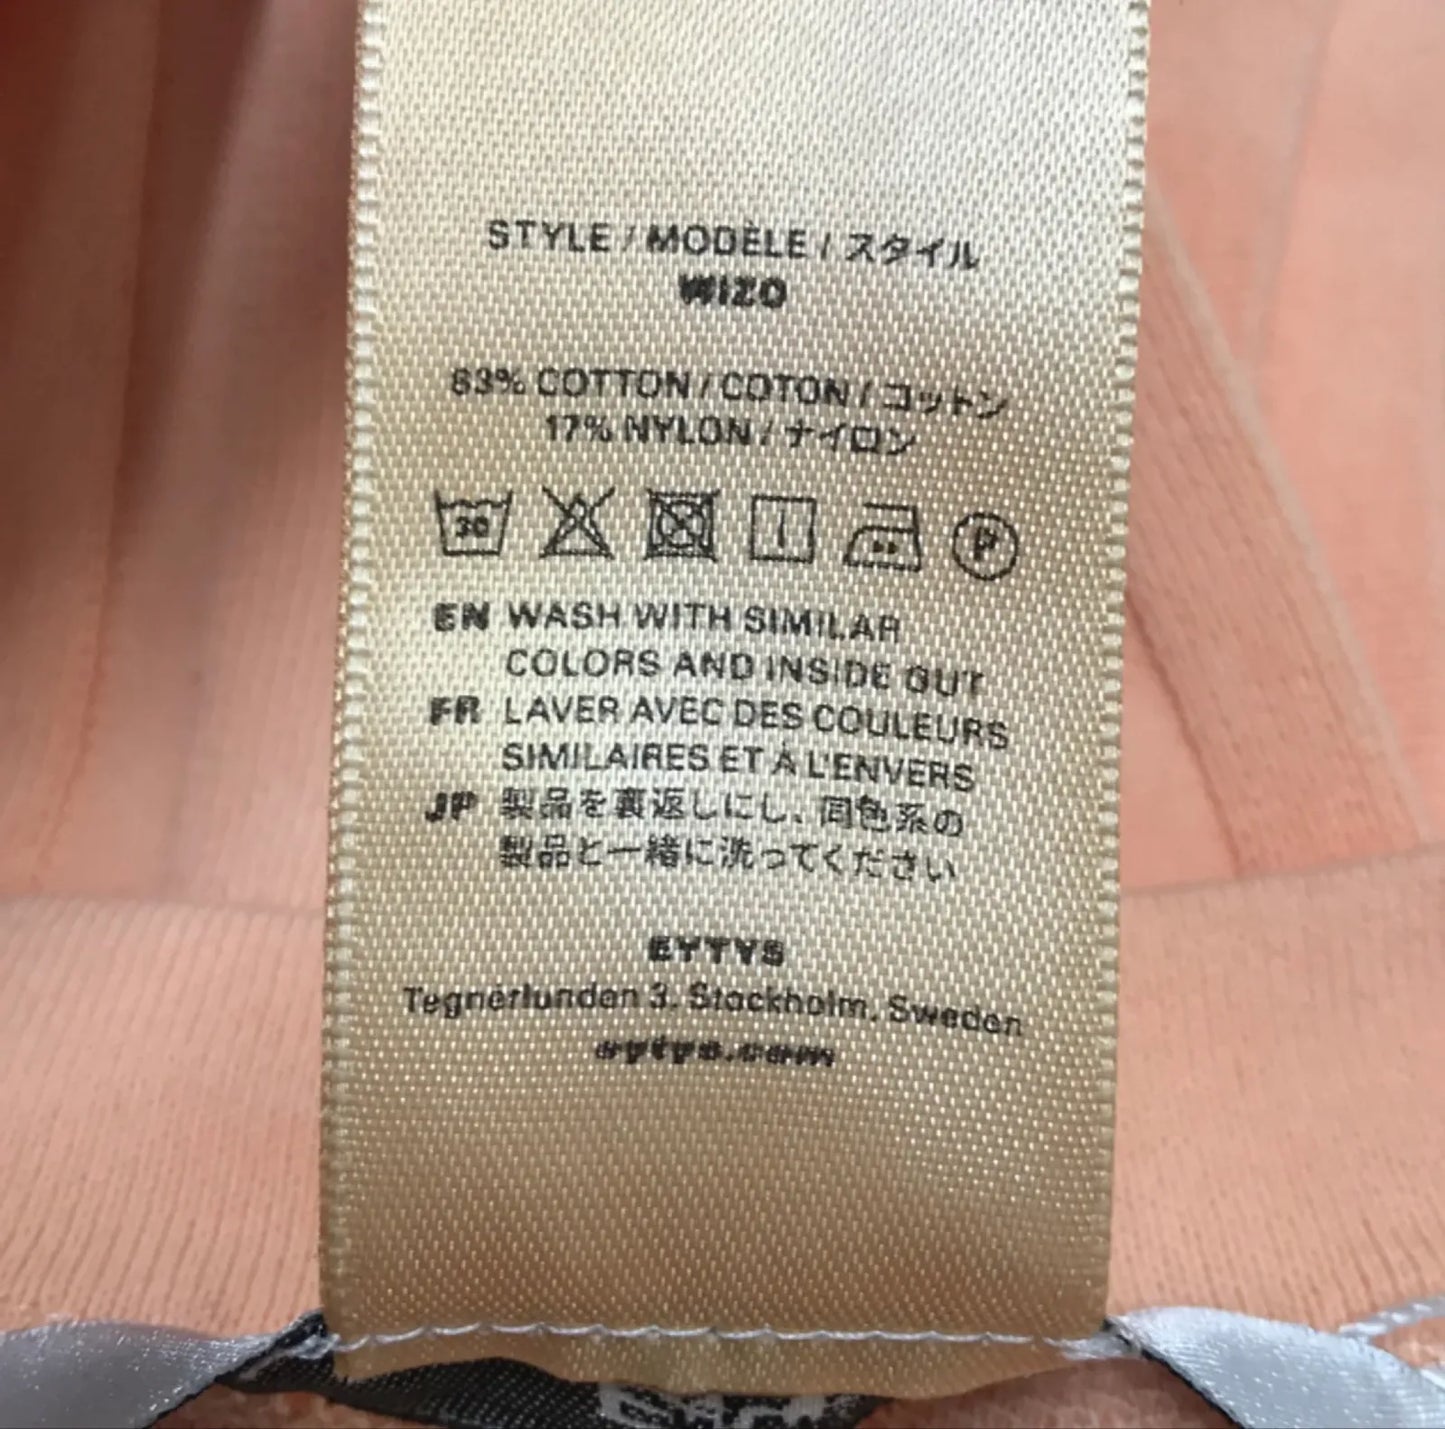 STYLE / MODÈLE / スタイル
WIZO
83% COTTON / COTON / コットン
17% NYLON / ナイロン
30
P
EN WASH WITH SIMILAR
COLORS AND INSIDE OUT
FR LAVER AVEC DES COULEURS
SIMILAIRES ET À L'ENVERS
JP 製品を裏返しにし、同色系の
製品と一緒に洗ってください
EYTYS
Tegnérlunden 3, Stockholm, Sweden
eytys.com